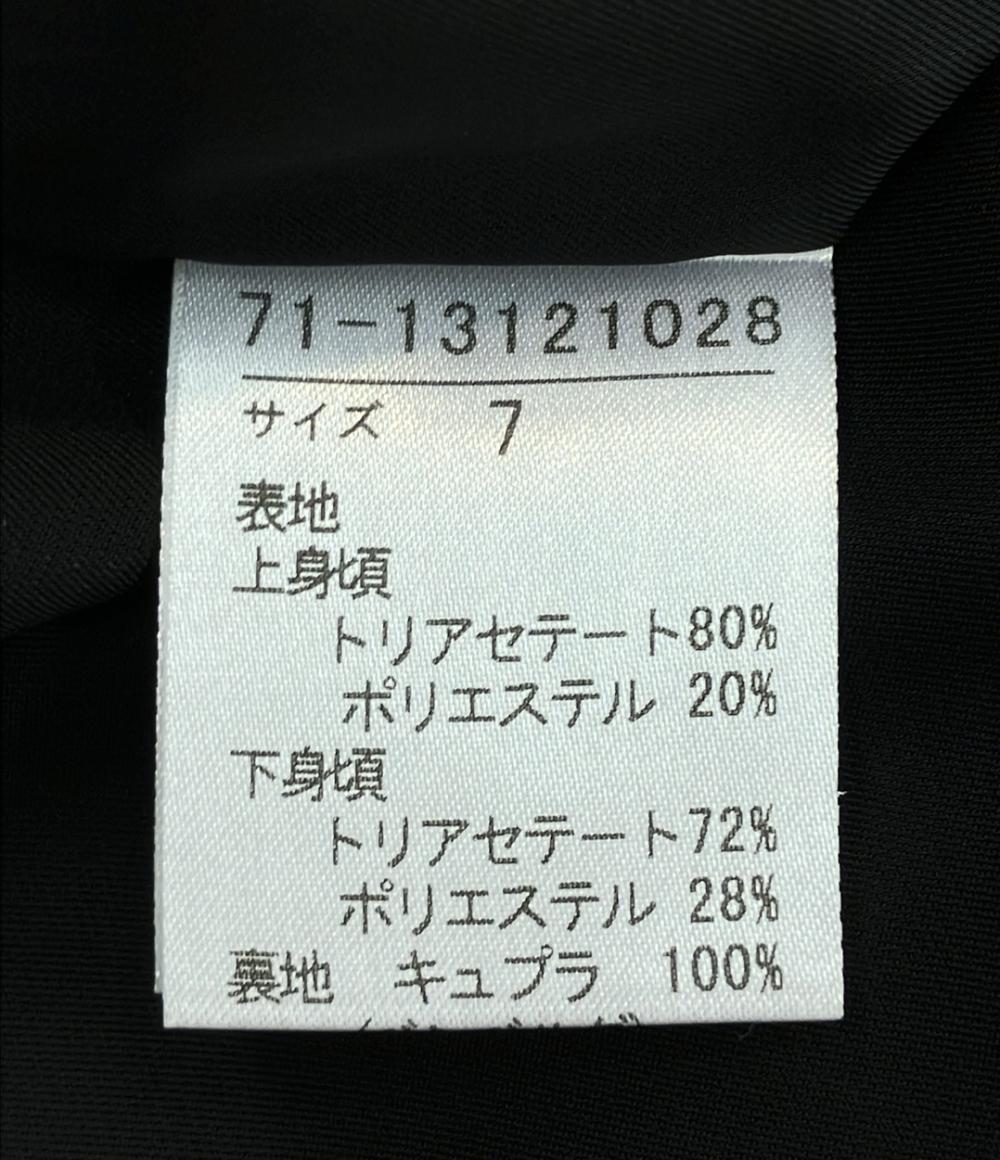 71-13121028
サイズ 7
表地
上身頃
トリアセテート80%
ポリエステル 20%
下身頃
トリアセテート72%
ポリエステル 28%
裏地 キュプラ 100%